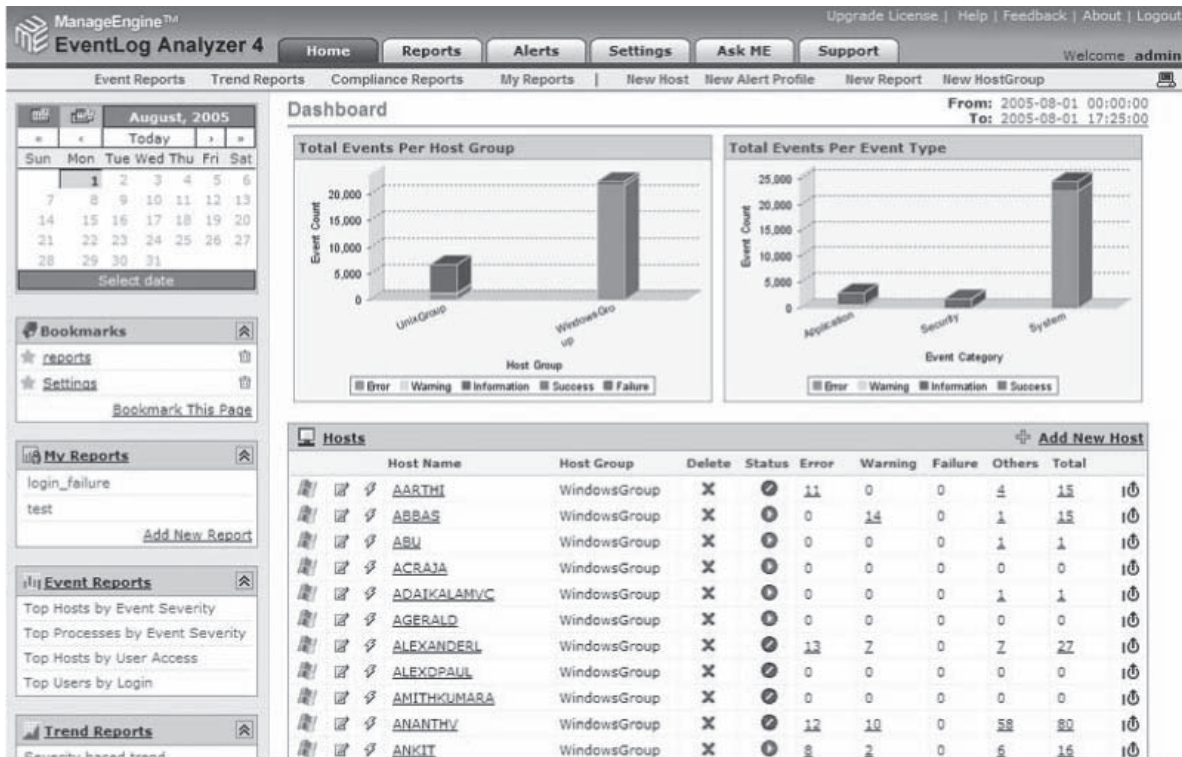 ManageEngine™
EventLog Analyzer 4
Upgrade License | Help | Feedback | About | Logout
Home Reports Alerts Settings Ask ME Support
Welcome admin
Event Reports Trend Reports Compliance Reports My Reports | New Host New Alert Profile New Report New HostGroup
August, 2005
« ‹ Today › »
Sun Mon Tue Wed Thu Fri Sat
1 2 3 4 5 6
7 8 9 10 11 12 13
14 15 16 17 18 19 20
21 22 23 24 25 26 27
28 29 30 31
Select date
Bookmarks
reports
Settings
Bookmark This Page
My Reports
login_failure
test
Add New Report
Event Reports
Top Hosts by Event Severity
Top Processes by Event Severity
Top Hosts by User Access
Top Users by Login
Trend Reports
Severity based trend
Dashboard
From: 2005-08-01 00:00:00
To: 2005-08-01 17:25:00
Total Events Per Host Group
Event Count
20,000
15,000
10,000
5,000
0
UnixGroup
WindowsGro
up
Host Group
Error Warning Information Success Failure
Total Events Per Event Type
Event Count
25,000
20,000
15,000
10,000
5,000
0
Application
Security
System
Event Category
Error Warning Information Success
Hosts
Add New Host
Host Name Host Group Delete Status Error Warning Failure Others Total
AARTHI WindowsGroup 11 0 0 4 15
ABBAS WindowsGroup 0 14 0 1 15
ABU WindowsGroup 0 0 0 1 1
ACRAJA WindowsGroup 0 0 0 0 0
ADAIKALAMVC WindowsGroup 0 0 0 1 1
AGERALD WindowsGroup 0 0 0 0 0
ALEXANDERL WindowsGroup 13 7 0 7 27
ALEXDPAUL WindowsGroup 0 0 0 0 0
AMITHKUMARA WindowsGroup 0 0 0 0 0
ANANTHV WindowsGroup 12 10 0 58 80
ANKIT WindowsGroup 8 2 0 6 16